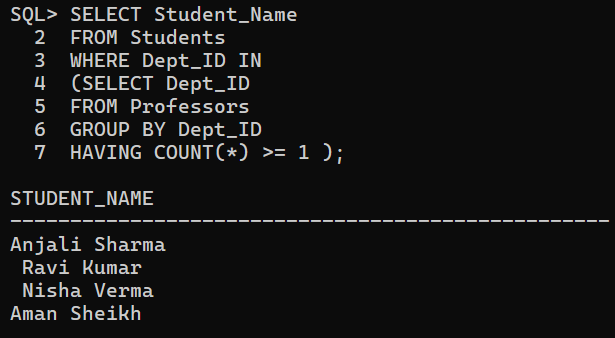 SQL> SELECT Student_Name
  2  FROM Students
  3  WHERE Dept_ID IN
  4  (SELECT Dept_ID
  5  FROM Professors
  6  GROUP BY Dept_ID
  7  HAVING COUNT(*) >= 1 );

STUDENT_NAME
--------------------------------------------------
Anjali Sharma
 Ravi Kumar
 Nisha Verma
Aman Sheikh